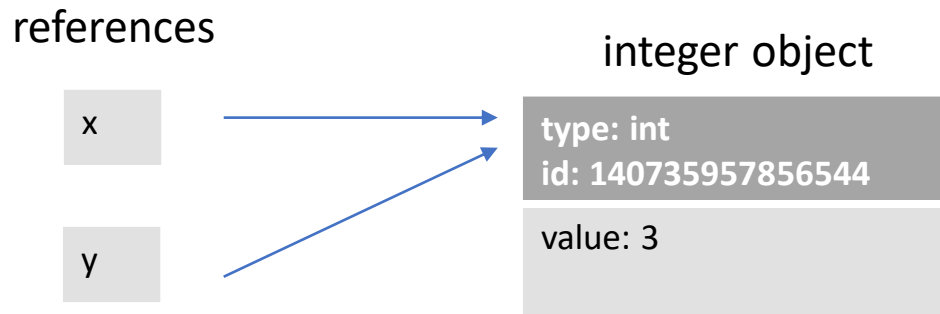 references
integer object
x
type: int
id: 140735957856544
y
value: 3